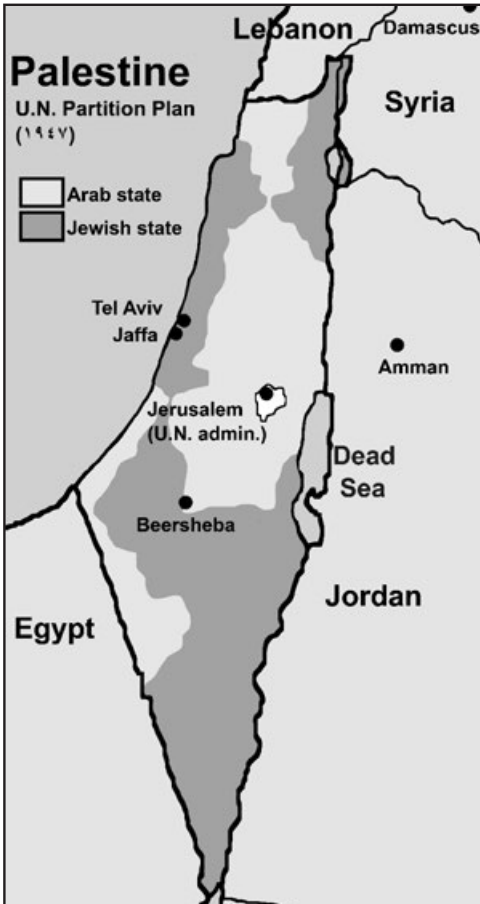 Lebanon
Damascus
Palestine
U.N. Partition Plan
(١٩٤٧)
Syria
Arab state
Jewish state
Tel Aviv
Jaffa
Amman
Jerusalem
(U.N. admin.)
Dead
Sea
Beersheba
Jordan
Egypt